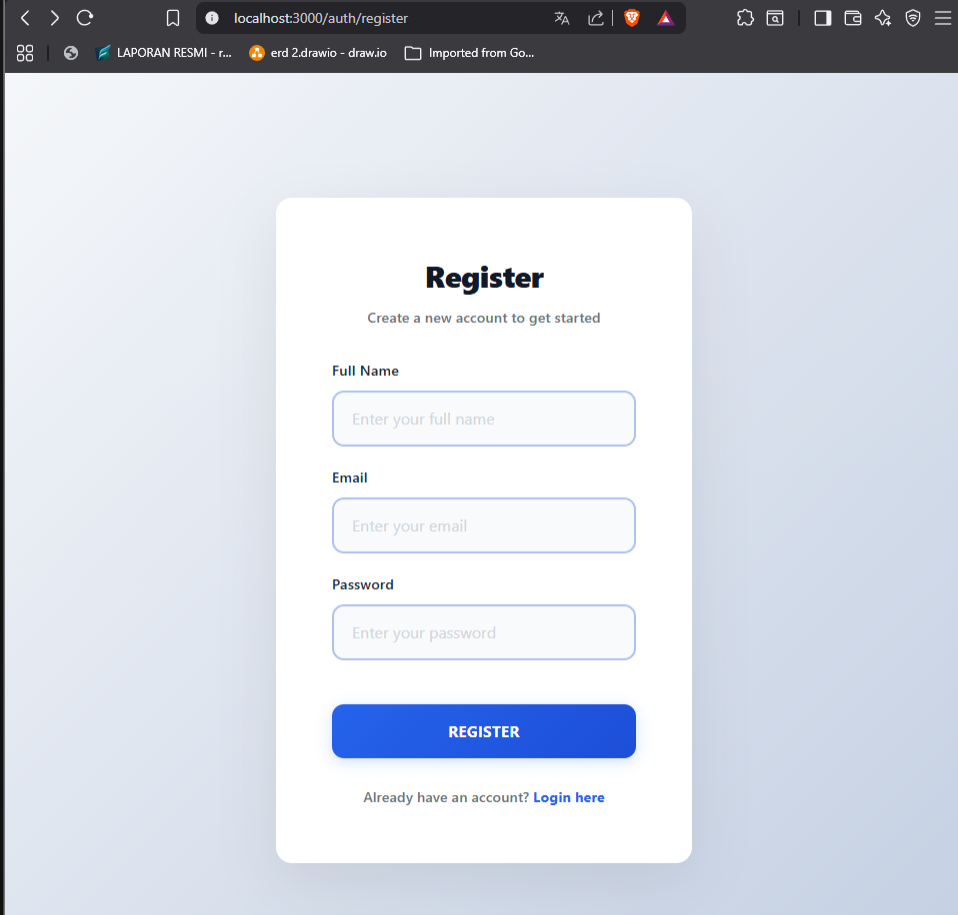 localhost:3000/auth/register
LAPORAN RESMI - r... erd 2.drawio - draw.io Imported from Go...
Register
Create a new account to get started
Full Name
Enter your full name
Email
Enter your email
Password
Enter your password
REGISTER
Already have an account? Login here